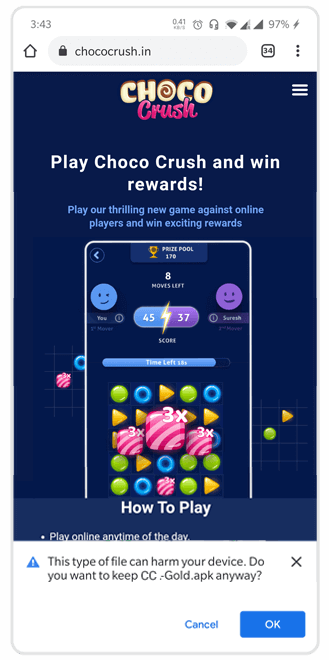 3:43
0.41
KB/S
97%
chococrush.in
34
CHOCO
Crush
Play Choco Crush and win
rewards!
Play our thrilling new game against online
players and win exciting rewards
PRIZE POOL
170
8
MOVES LEFT
45 37
You
Suresh
1st Mover
2nd Mover
SCORE
Time Left 18s
3x
3x
3x
3x
3x
How To Play
• Play online anytime of the day.
This type of file can harm your device. Do
you want to keep CC .-Gold.apk anyway?
Cancel
OK